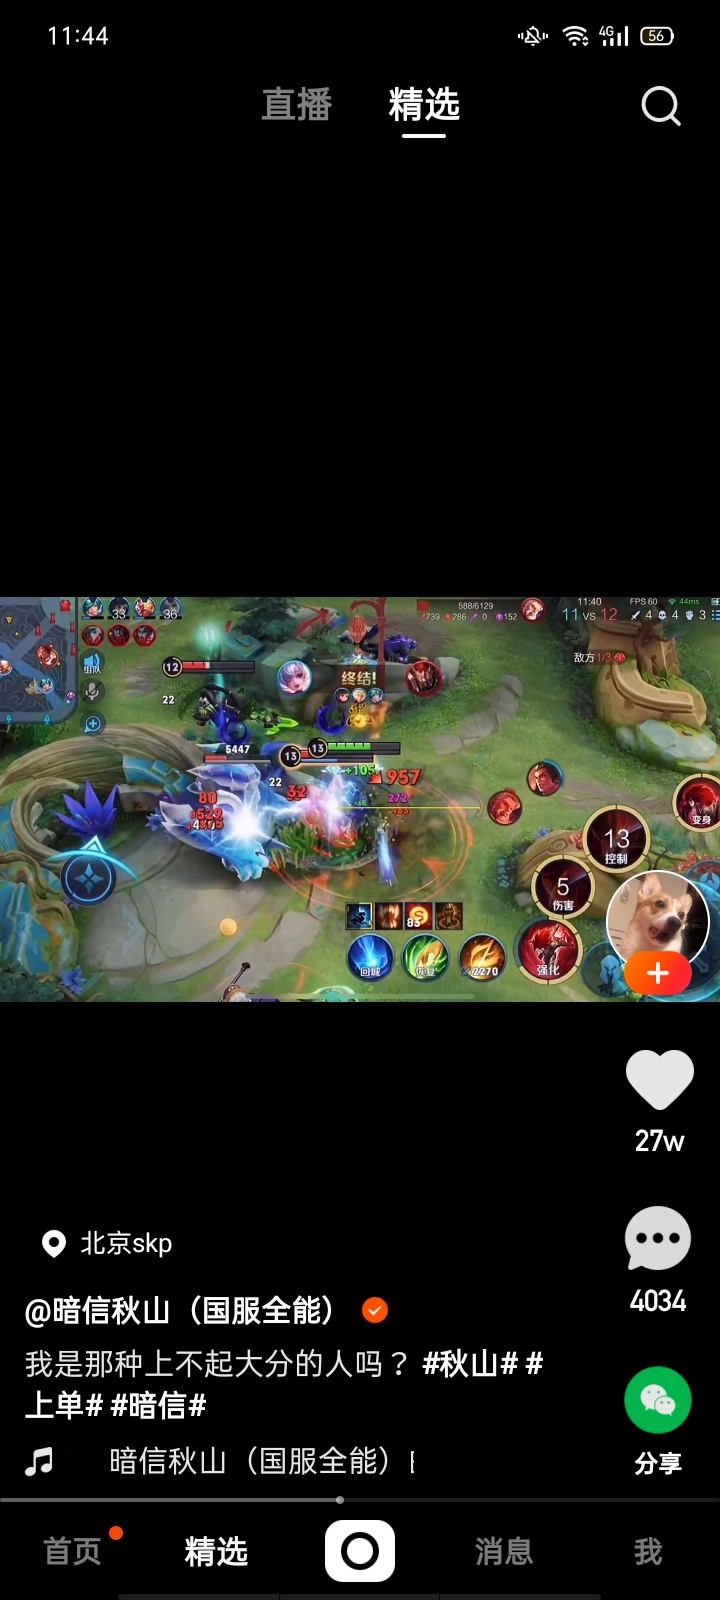 11:44
4G
56
直播 精选
33 36
588/6129
739 286 0 152
11:40 FPS 60 44ms
11 VS 12 4 4 3
敌方1/3
组队
12
终结!
22
5447
13 13
+105
957
22
32
272
80
变身
13
控制
5
伤害
83
回城 恢复 2270 强化
27w
北京skp
4034
@暗信秋山（国服全能）
我是那种上不起大分的人吗？ #秋山# #
上单# #暗信#
暗信秋山（国服全能）
分享
首页 精选 消息 我